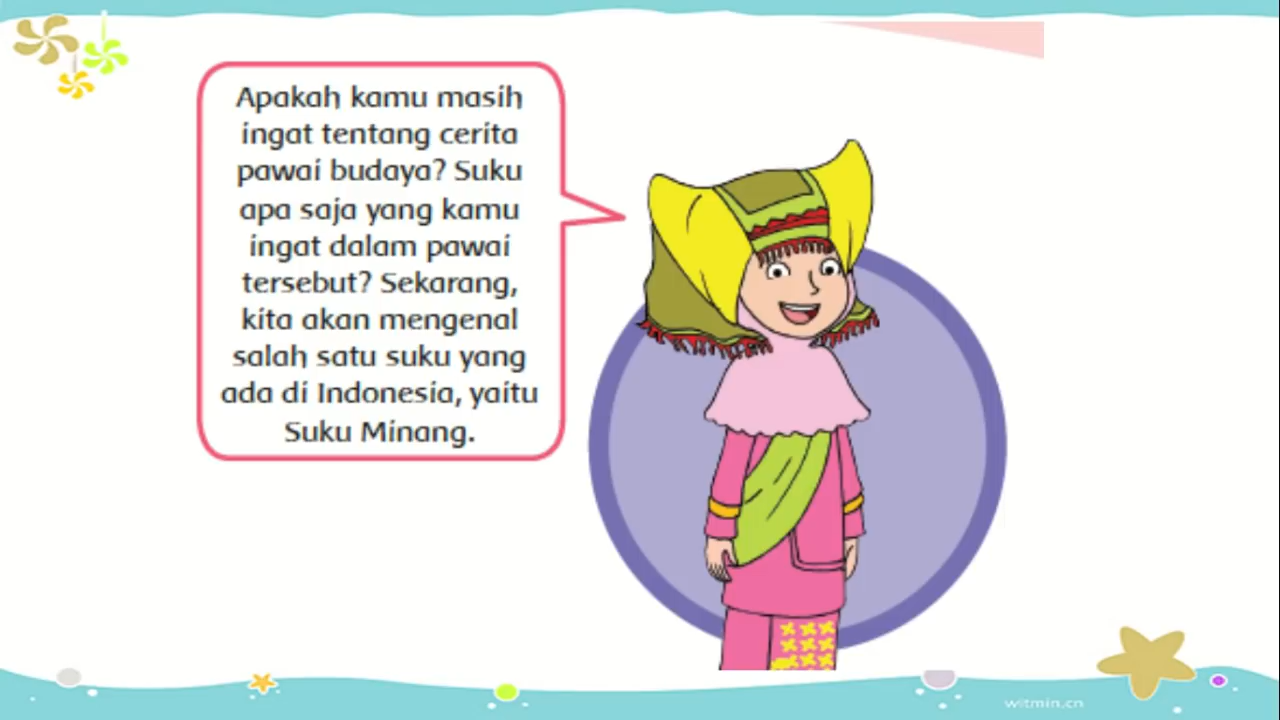 Apakah kamu masih
ingat tentang cerita
pawai budaya? Suku
apa saja yang kamu
ingat dalam pawai
tersebut? Sekarang,
kita akan mengenal
salah satu suku yang
ada di Indonesia, yaitu
Suku Minang.
witmin.cn